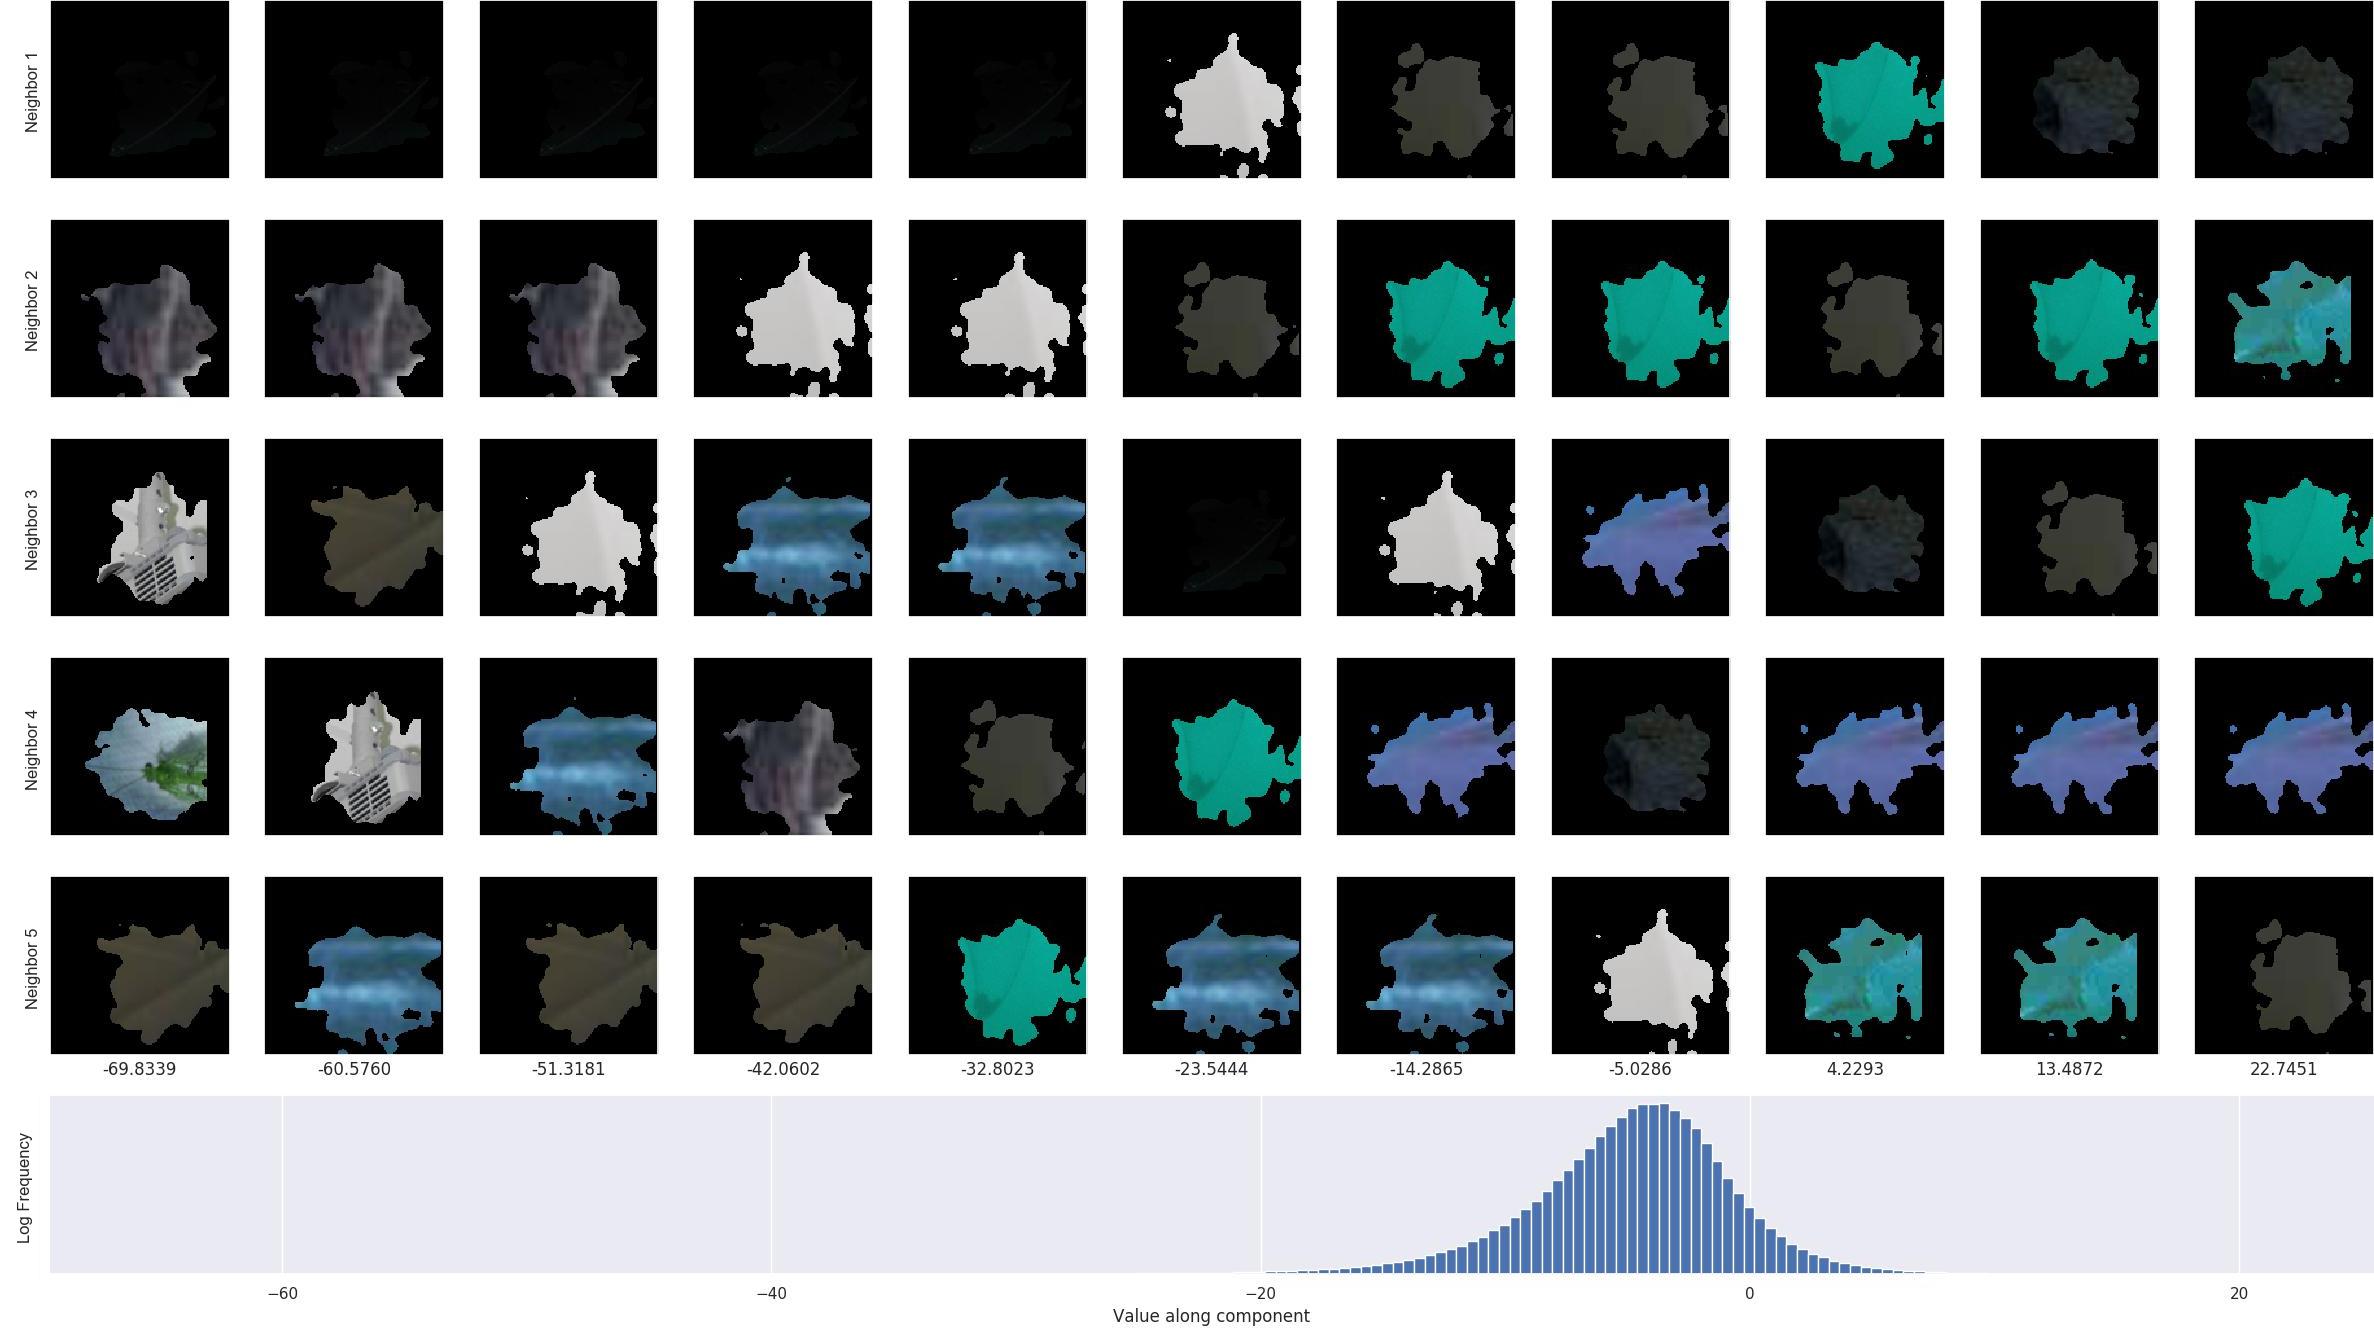 Neighbor 1
Neighbor 2
Neighbor 3
Neighbor 4
Neighbor 5
-69.8339 -60.5760 -51.3181 -42.0602 -32.8023 -23.5444 -14.2865 -5.0286 4.2293 13.4872 22.7451
Log Frequency
−60 −40 −20 0 20
Value along component